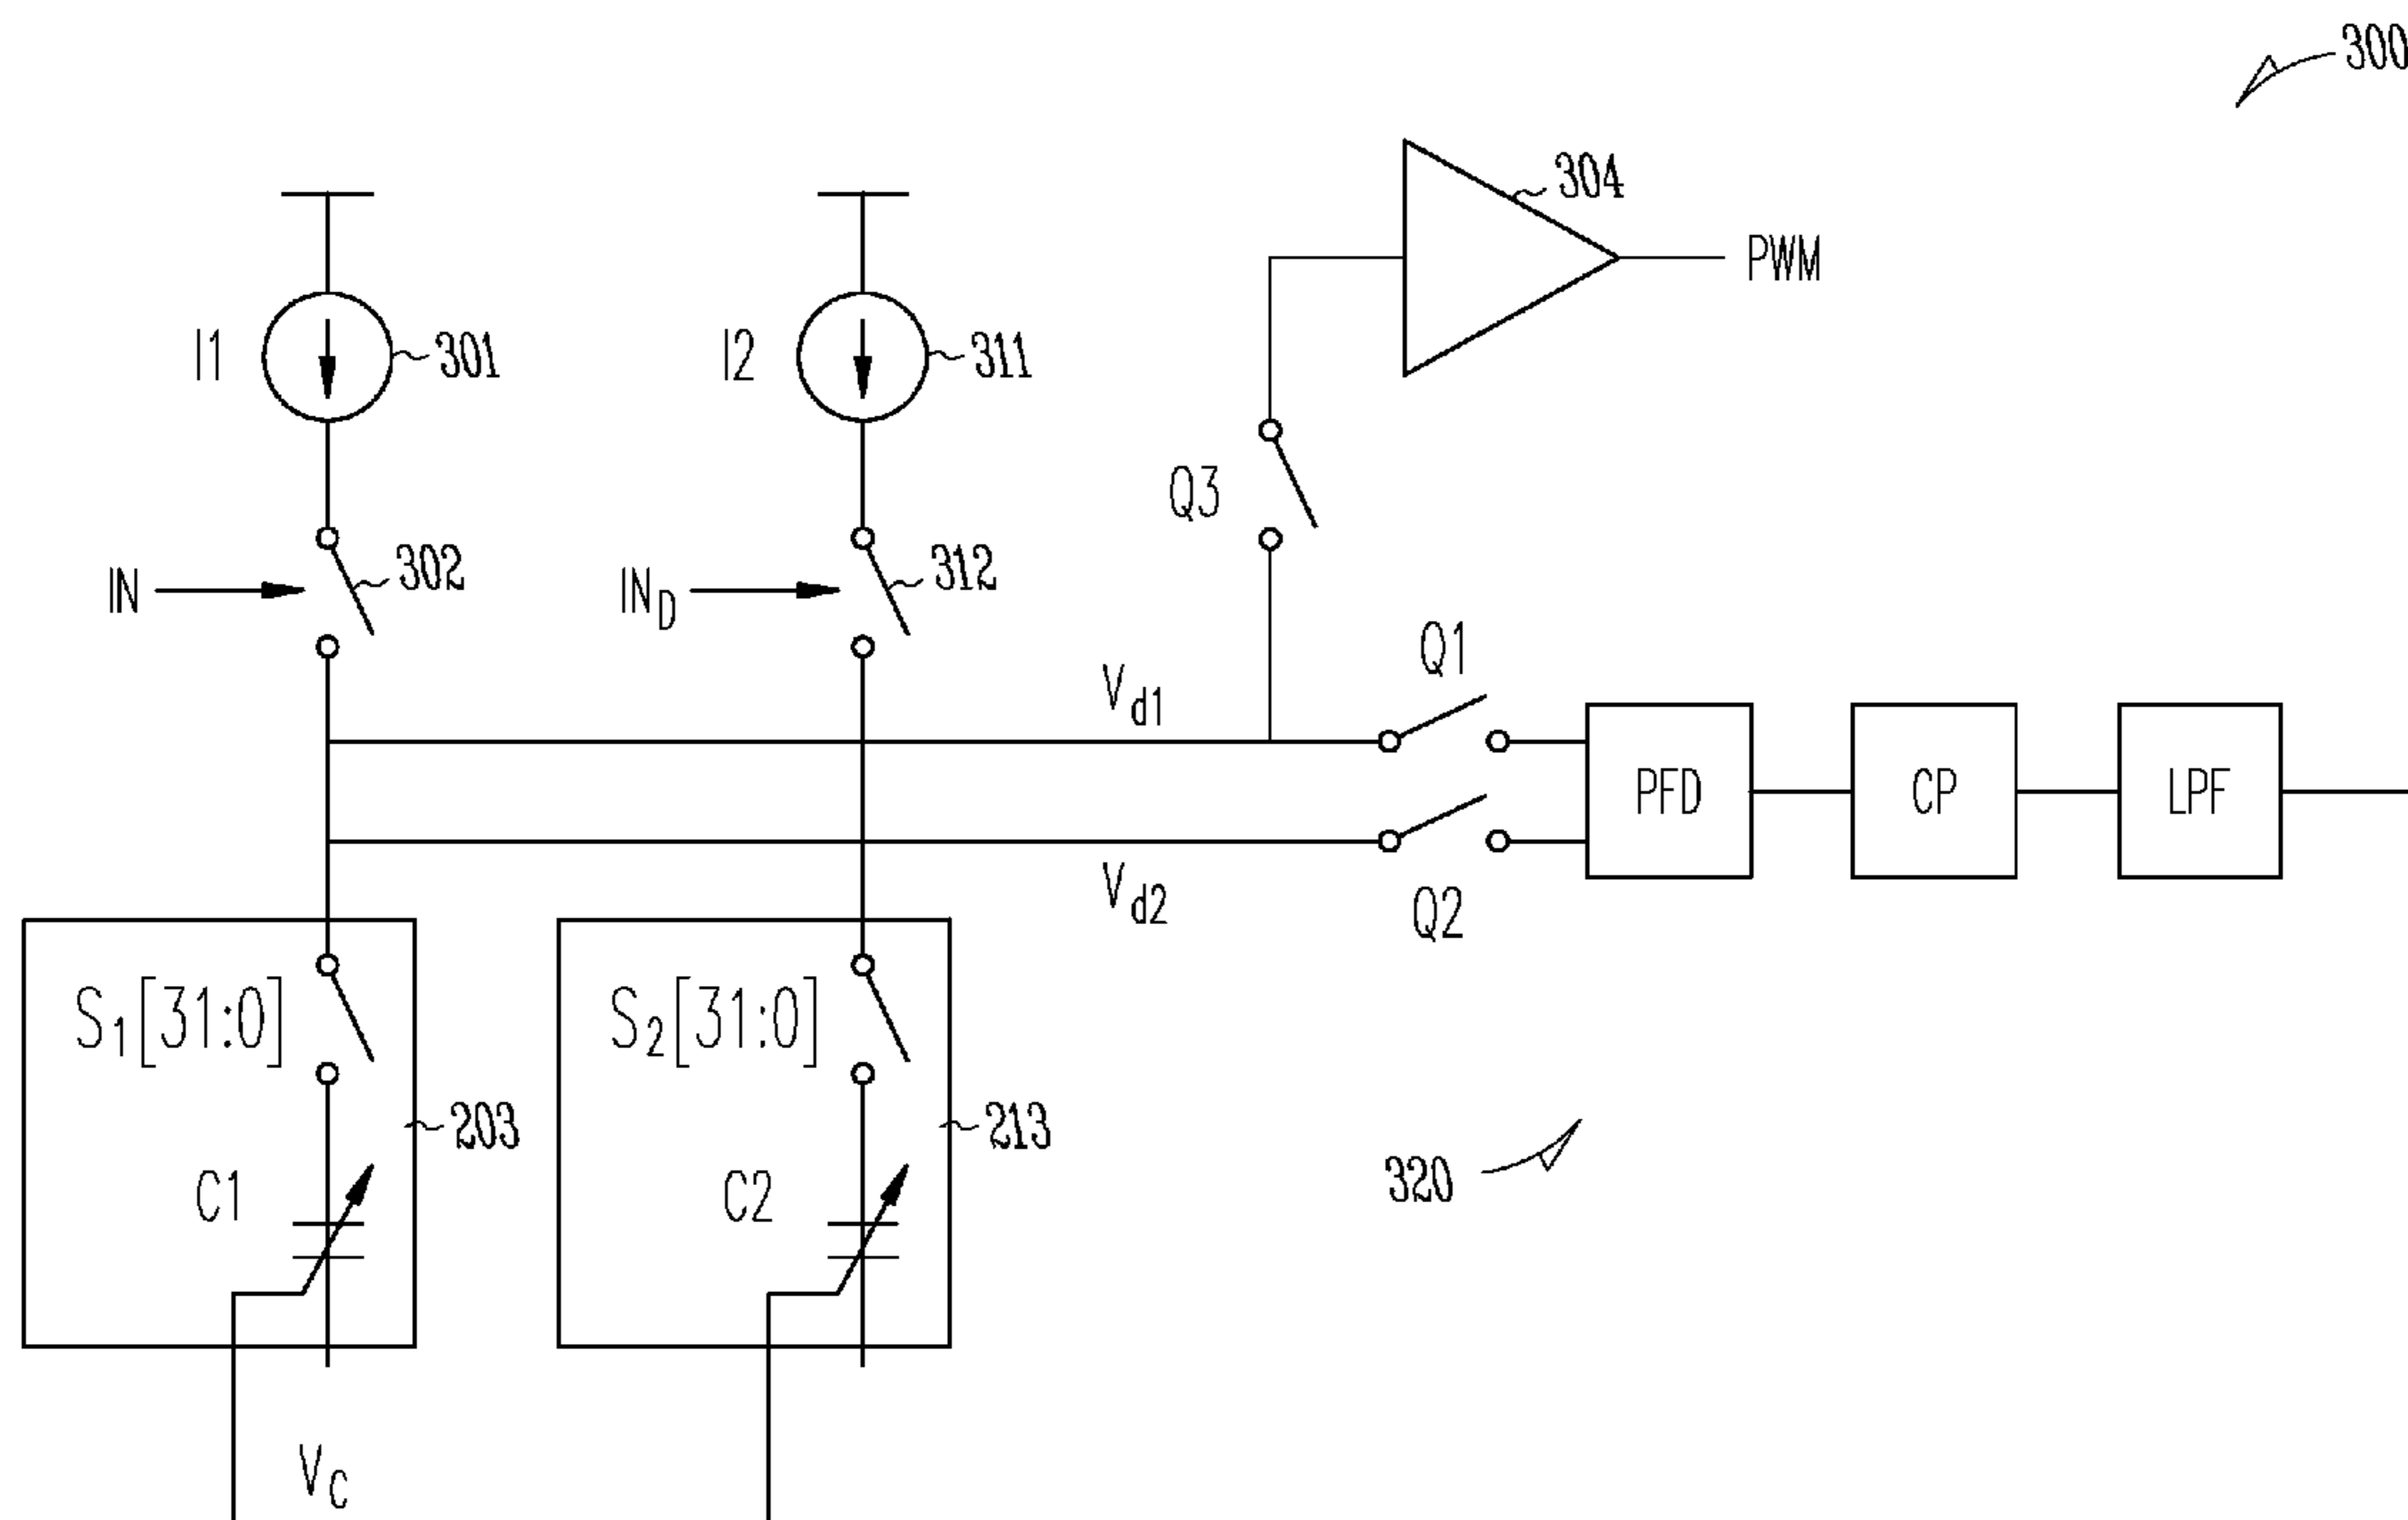 300
304
PWM
I1
301
I2
311
Q3
IN
302
IND
312
Vd1
Q1
PFD
CP
LPF
Vd2
Q2
S1[31:0]
S2[31:0]
203
213
C1
C2
320
VC